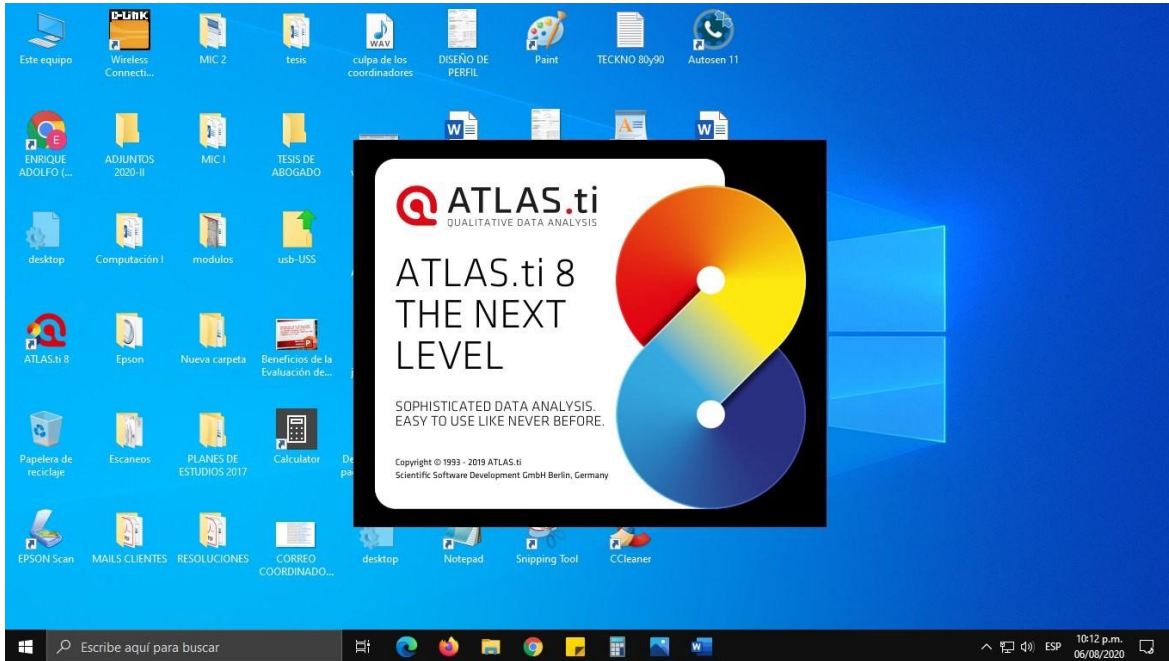 Este equipo
D-Link
Wireless
Connecti...
MIC 2
tesis
WAV
culpa de los
coordinadores
DISEÑO DE
PERFIL
Paint
TECKNO 80y90
Autosen 11
ENRIQUE
ADOLFO (...
ADJUNTOS
2020-II
MIC I
TESIS DE
ABOGADO
desktop
Computación I
modulos
usb-USS
ATLAS.ti 8
Epson
Nueva carpeta
Beneficios de la
Evaluación de...
Papelera de
reciclaje
Escaneos
PLANES DE
ESTUDIOS 2017
Calculator
EPSON Scan
MAILS CLIENTES
RESOLUCIONES
CORREO
COORDINADO...
desktop
Notepad
Snipping Tool
CCleaner
ATLAS.ti
QUALITATIVE DATA ANALYSIS
ATLAS.ti 8
THE NEXT
LEVEL
SOPHISTICATED DATA ANALYSIS.
EASY TO USE LIKE NEVER BEFORE.
Copyright © 1993 - 2019 ATLAS.ti
Scientific Software Development GmbH Berlin, Germany
Escribe aquí para buscar
ESP
10:12 p.m.
06/08/2020